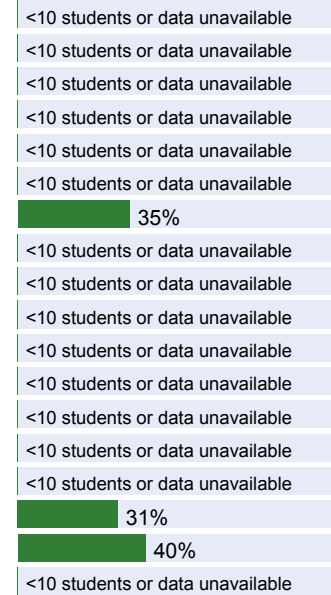 <10 students or data unavailable
<10 students or data unavailable
<10 students or data unavailable
<10 students or data unavailable
<10 students or data unavailable
<10 students or data unavailable
35%
<10 students or data unavailable
<10 students or data unavailable
<10 students or data unavailable
<10 students or data unavailable
<10 students or data unavailable
<10 students or data unavailable
<10 students or data unavailable
<10 students or data unavailable
31%
40%
<10 students or data unavailable